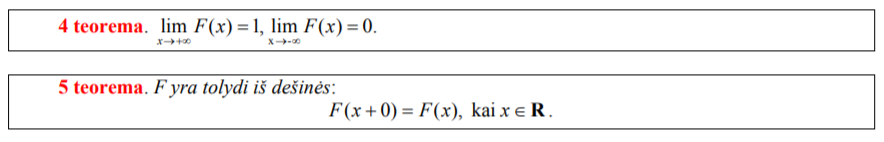 4 teorema. lim F(x) = 1, lim F(x) = 0.
x→+∞ x→-∞
5 teorema. F yra tolydi iš dešinės:
F(x+0) = F(x), kai x ∈ R.